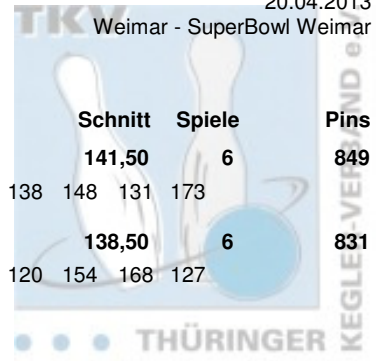 20.04.2013
TKV
Weimar - SuperBowl Weimar
Schnitt Spiele Pins
141,50 6 849
138 148 131 173
138,50 6 831
120 154 168 127
THÜRINGER
KEGLER-VERBAND e.V.